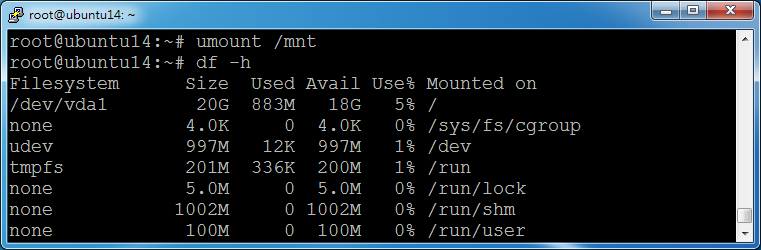 root@ubuntu14: ~
root@ubuntu14:~# umount /mnt
root@ubuntu14:~# df -h
Filesystem      Size  Used Avail Use% Mounted on
/dev/vda1        20G  883M   18G   5% /
none            4.0K     0  4.0K   0% /sys/fs/cgroup
udev            997M   12K  997M   1% /dev
tmpfs           201M  336K  200M   1% /run
none            5.0M     0  5.0M   0% /run/lock
none           1002M     0 1002M   0% /run/shm
none            100M     0  100M   0% /run/user